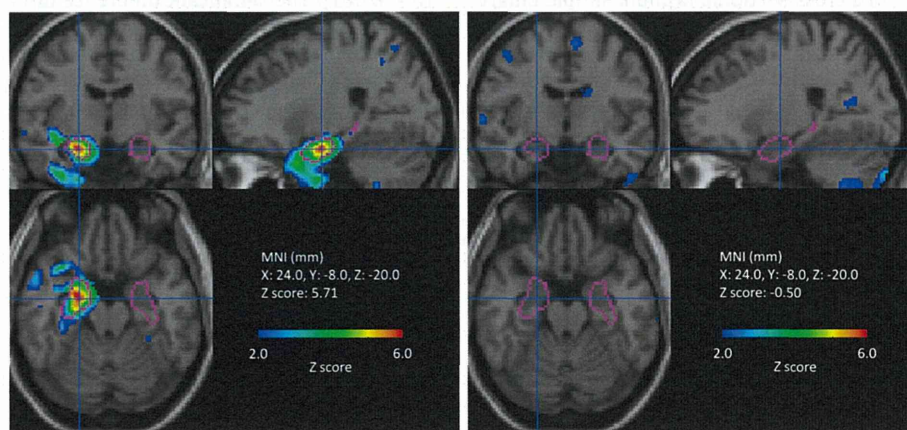 MNI (mm)
X: 24.0, Y: -8.0, Z: -20.0
Z score: 5.71
2.0 6.0
Z score
MNI (mm)
X: 24.0, Y: -8.0, Z: -20.0
Z score: -0.50
2.0 6.0
Z score